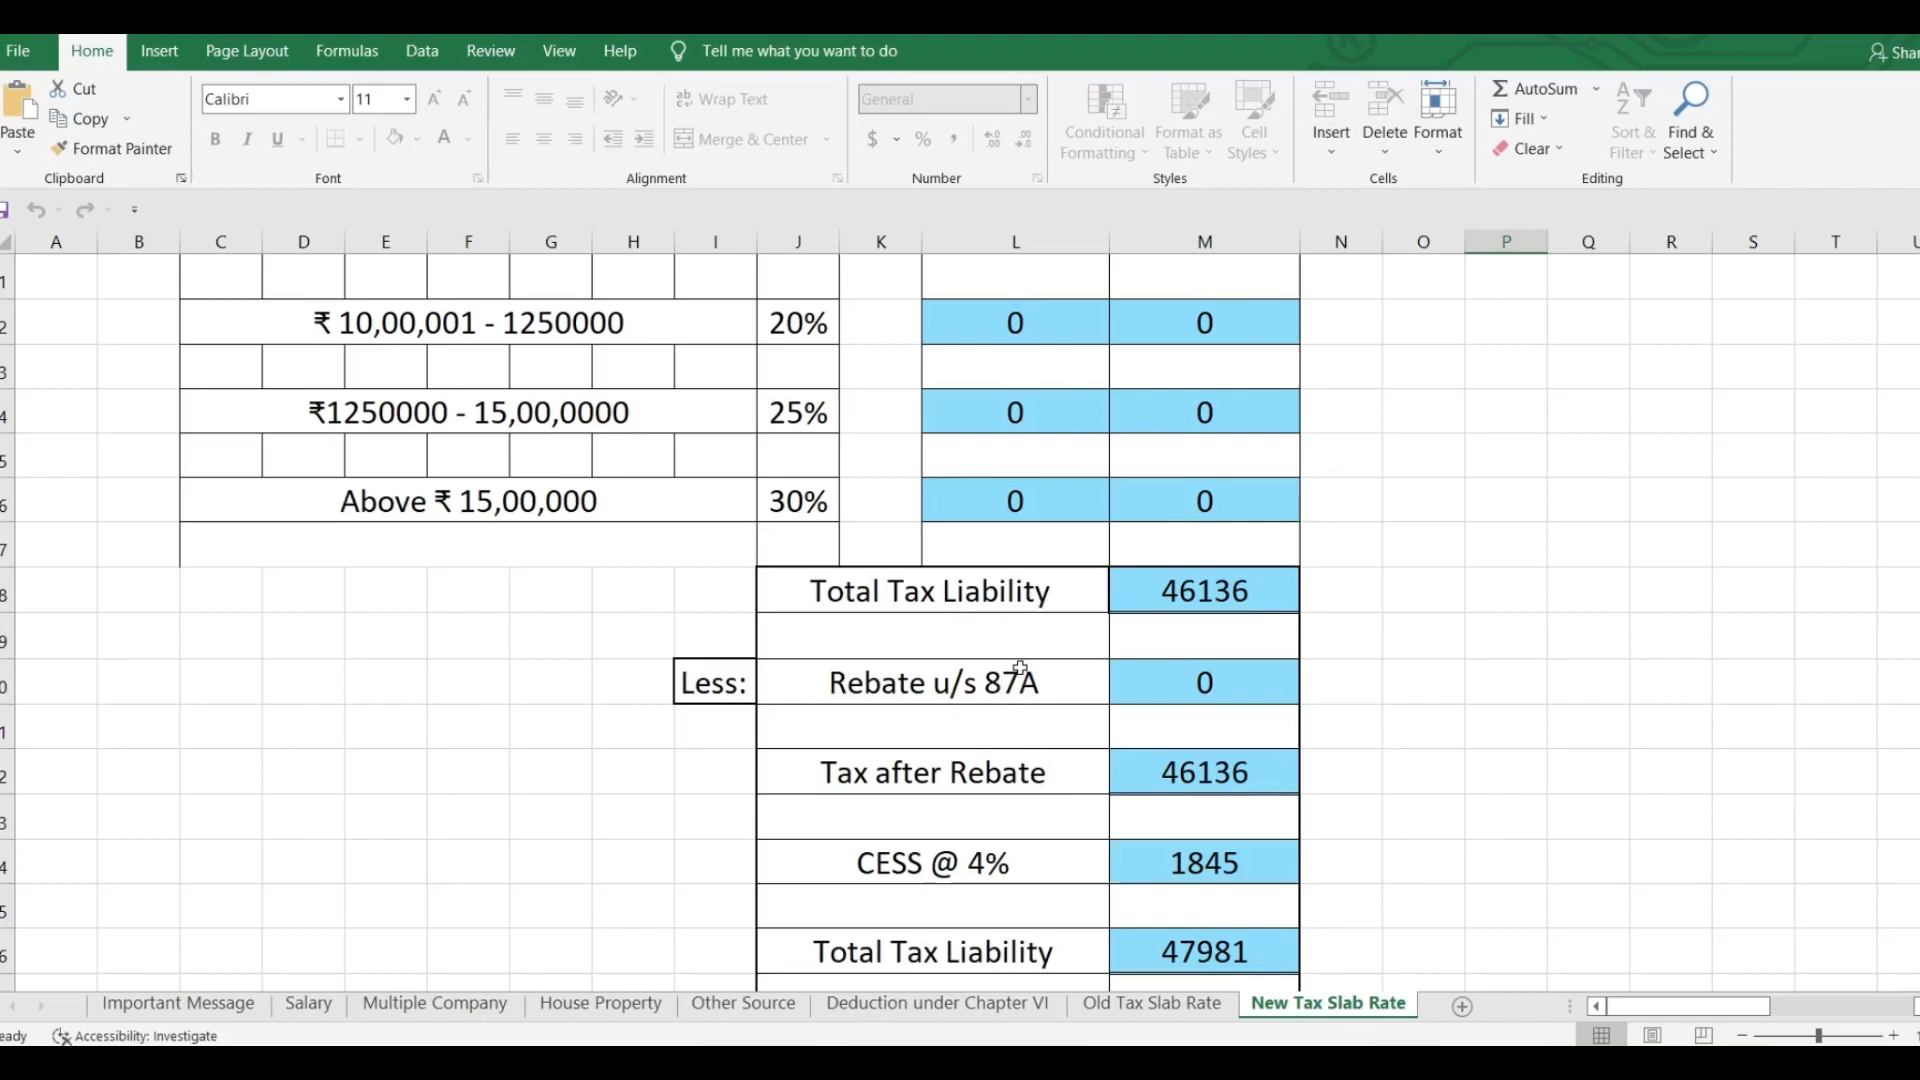 File Home Insert Page Layout Formulas Data Review View Help Tell me what you want to do
Cut
Copy
Format Painter
Paste
Clipboard
Calibri 11
B I U A
Font
ab Wrap Text
Merge & Center
Alignment
General
$ % ,
Number
Conditional Formatting
Format as Table
Cell Styles
Styles
Insert Delete Format
Cells
AutoSum
Fill
Clear
Sort & Filter
Find & Select
Editing
A B C D E F G H I J K L M N O P Q R S T
₹ 10,00,001 - 1250000 20% 0 0
₹1250000 - 15,00,0000 25% 0 0
Above ₹ 15,00,000 30% 0 0
Total Tax Liability 46136
Less: Rebate u/s 87A 0
Tax after Rebate 46136
CESS @ 4% 1845
Total Tax Liability 47981
Important Message Salary Multiple Company House Property Other Source Deduction under Chapter VI Old Tax Slab Rate New Tax Slab Rate
Accessibility: Investigate